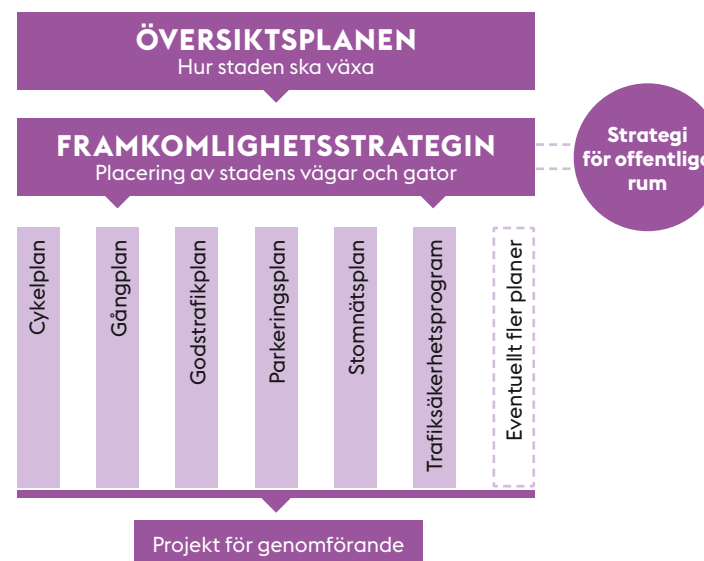 ÖVERSIKTSPLANEN
Hur staden ska växa
FRAMKOMLIGHETSSTRATEGIN
Placering av stadens vägar och gator
Strategi
för offentliga
rum
Cykelplan
Gångplan
Godstrafikplan
Parkeringsplan
Stomnätsplan
Trafiksäkerhetsprogram
Eventuellt fler planer
Projekt för genomförande